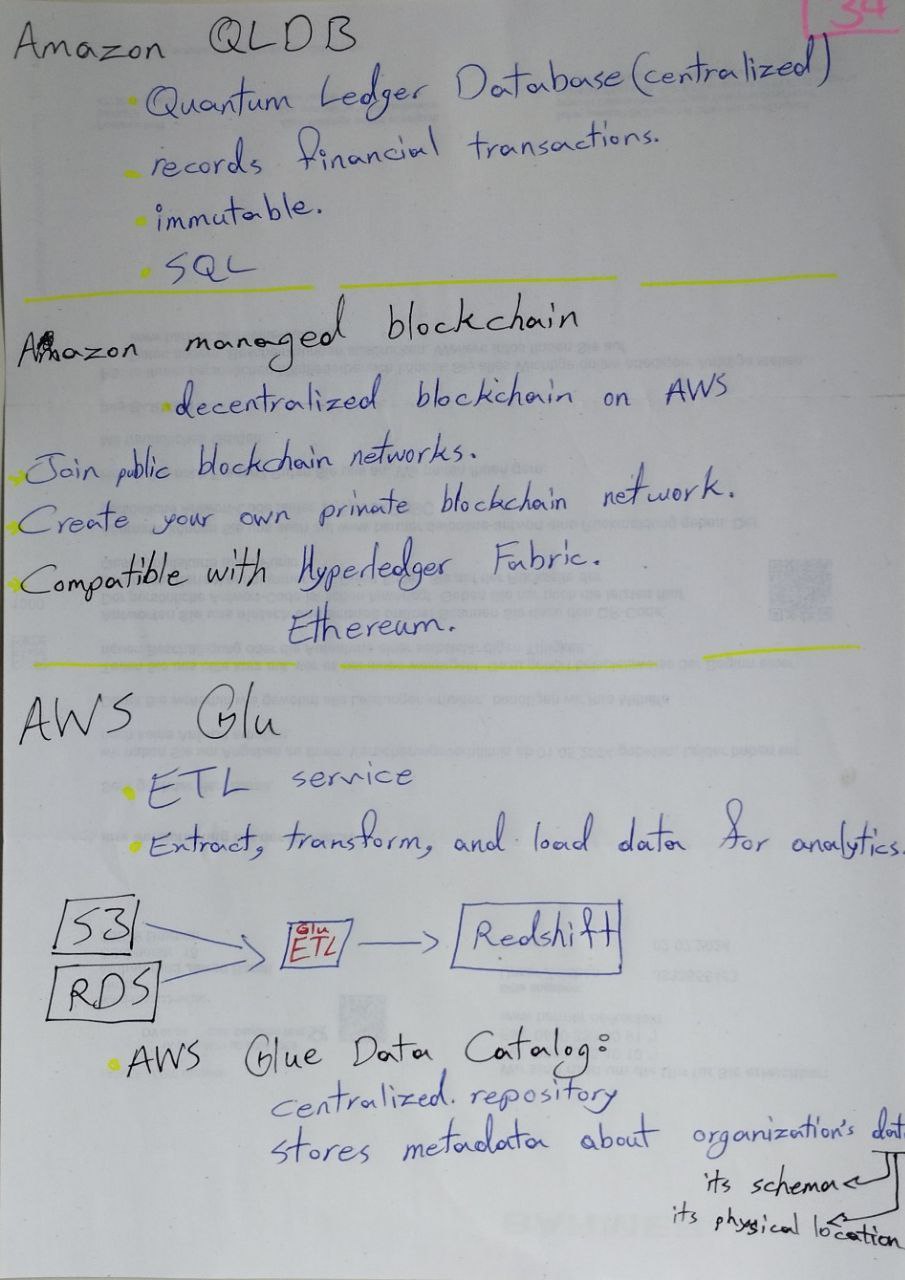 34
Amazon QLDB
Quantum Ledger Database (centralized)
records financial transactions.
immutable.
SQL
Amazon managed blockchain
decentralized blockchain on AWS
Join public blockchain networks.
Create your own private blockchain network.
Compatible with Hyperledger Fabric.
Ethereum.
AWS Glu
ETL service
Extract, transform, and load data for analytics.
S3
Glu
ETL
Redshift
RDS
AWS Glue Data Catalog:
centralized. repository
stores metadata about organization's dat
its schema
its physical location